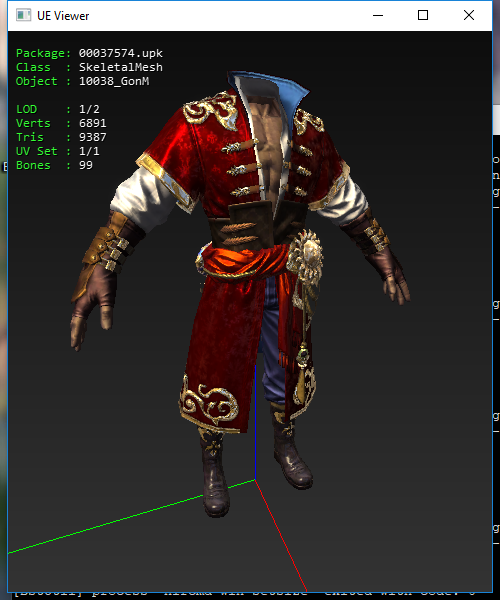 UE Viewer
Package: 00037574.upk
Class : SkeletalMesh
Object : 10038_GonM
LOD : 1/2
Verts : 6891
Tris : 9387
UV Set : 1/1
Bones : 99